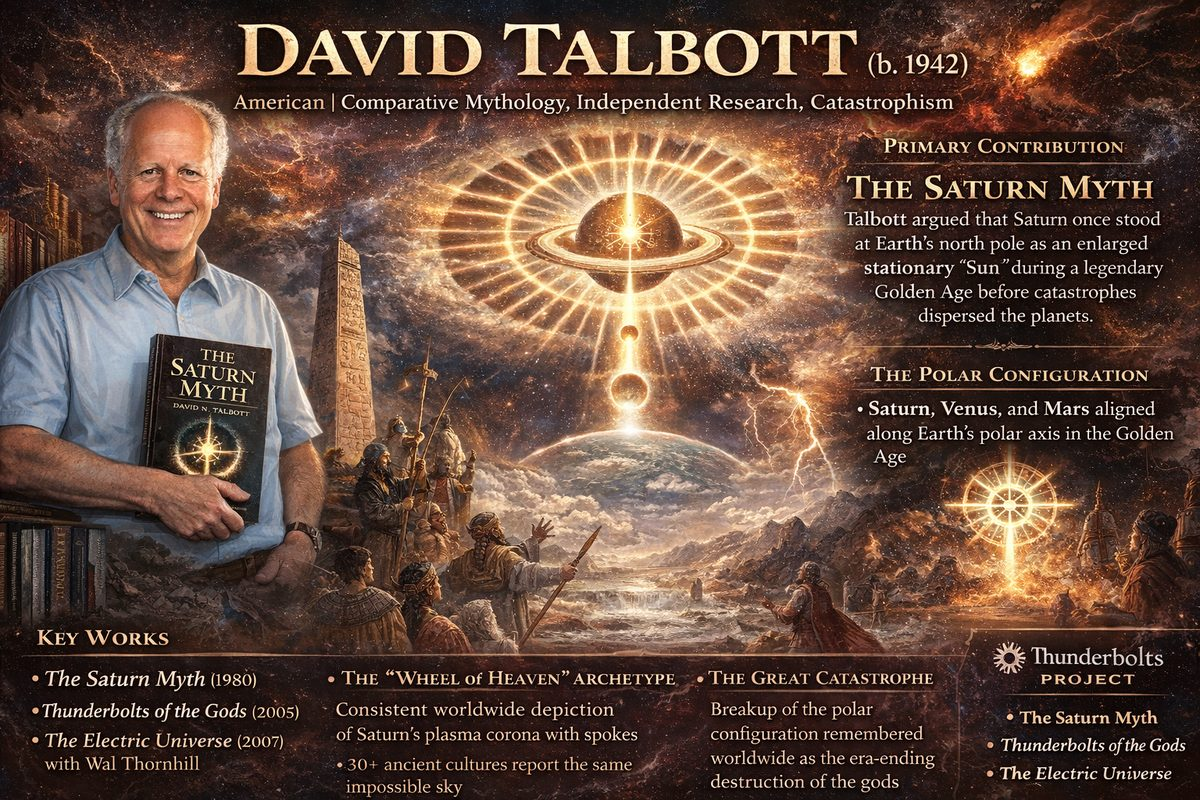 DAVID TALBOTT (b. 1942)
American | Comparative Mythology, Independent Research, Catastrophism
PRIMARY CONTRIBUTION
THE SATURN MYTH
Talbott argued that Saturn once stood
at Earth's north pole as an enlarged
stationary "Sun" during a legendary
Golden Age before catastrophes
dispersed the planets.
THE POLAR CONFIGURATION
• Saturn, Venus, and Mars aligned
along Earth's polar axis in the Golden
Age
THE
SATURN
MYTH
DAVID N. TALBOTT
KEY WORKS
• The Saturn Myth (1980)
• Thunderbolts of the Gods (2005)
• The Electric Universe (2007)
with Wal Thornhill
• THE "WHEEL OF HEAVEN" ARCHETYPE
Consistent worldwide depiction
of Saturn's plasma corona with spokes
• 30+ ancient cultures report the same
impossible sky
• THE GREAT CATASTROPHE
Breakup of the polar
configuration remembered
worldwide as the era-ending
destruction of the gods
Thunderbolts
PROJECT
• The Saturn Myth
• Thunderbolts of the Gods
• The Electric Universe